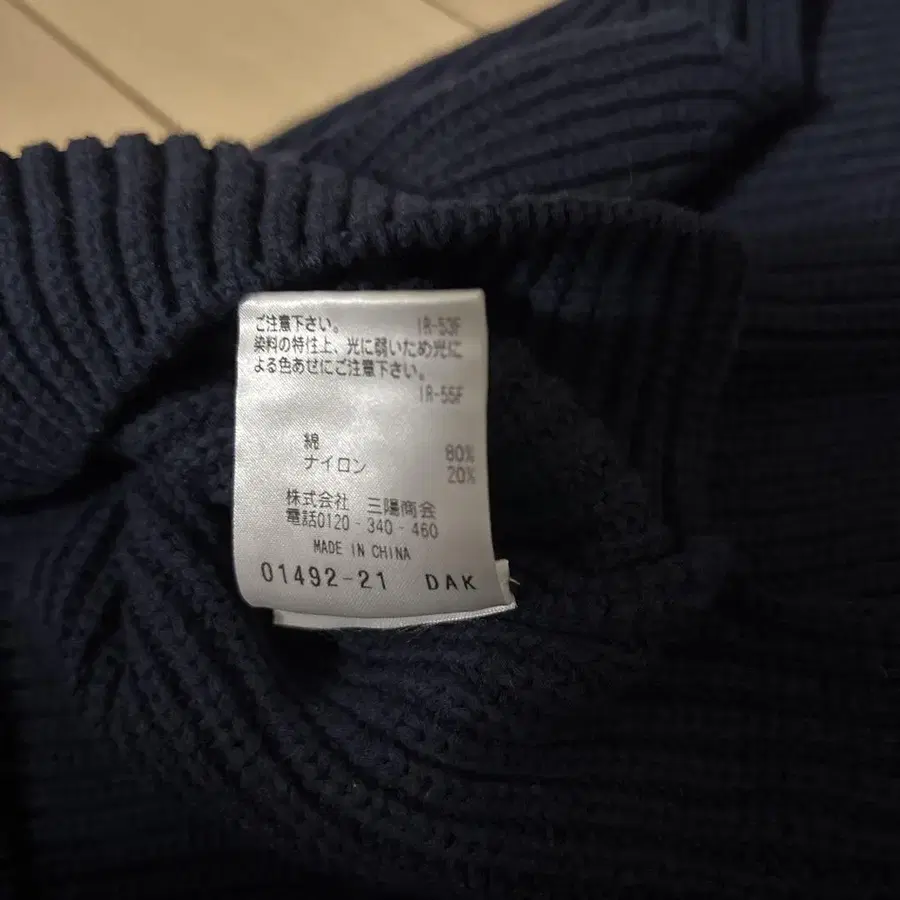 ご注意下さい。 IR-53F
染料の特性上、光に弱いため光に
よる色あせにご注意下さい。
IR-55F
綿 80%
ナイロン 20%
株式会社 三陽商会
電話0120-340-460
MADE IN CHINA
01492-21 DAK